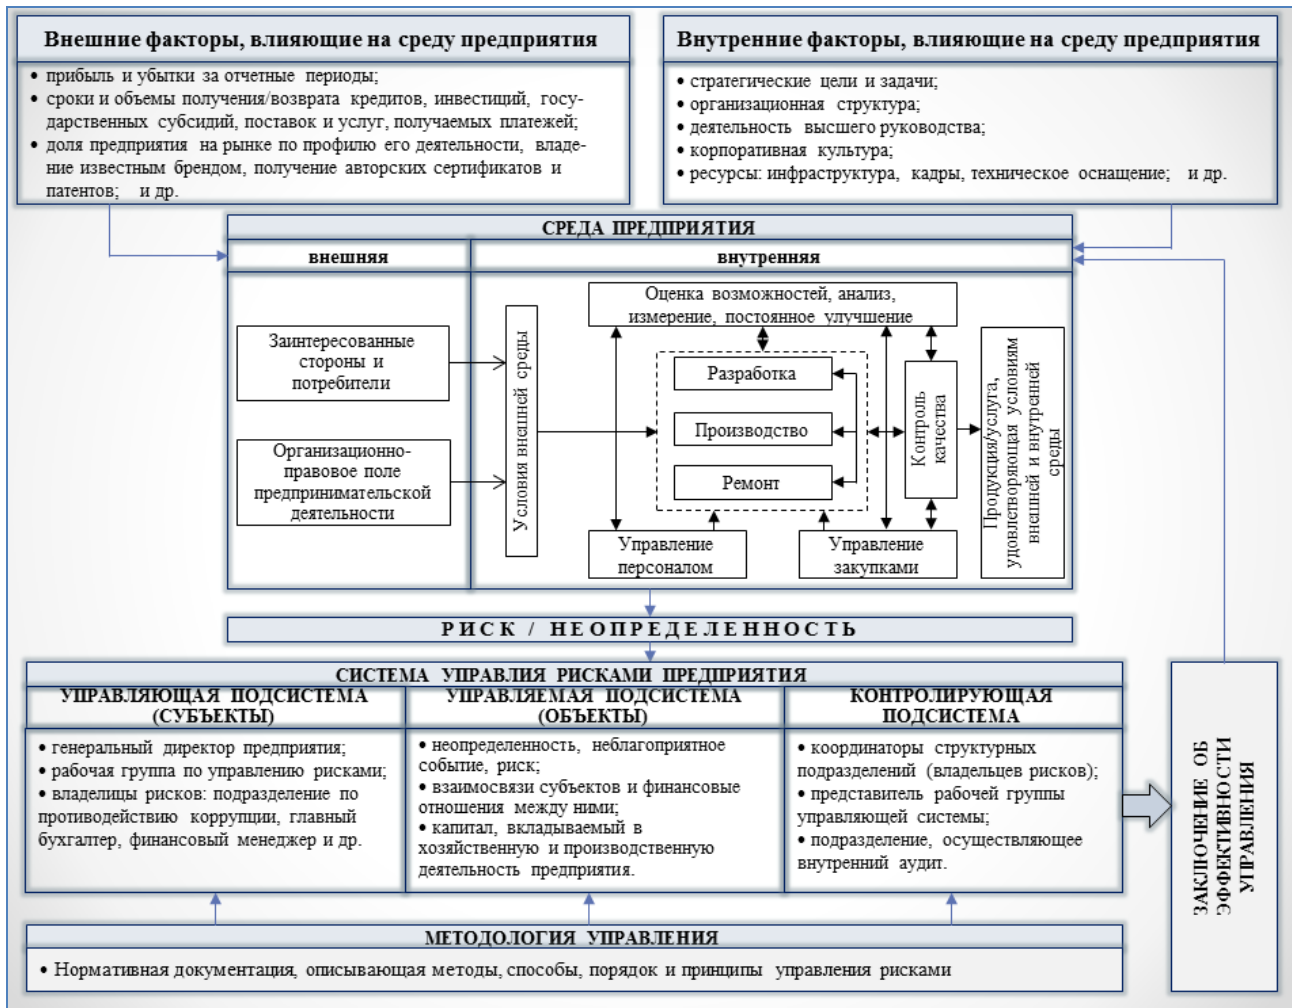 Внешние факторы, влияющие на среду предприятия
• прибыль и убытки за отчетные периоды;
• сроки и объемы получения/возврата кредитов, инвестиций, госу-
дарственных субсидий, поставок и услуг, получаемых платежей;
• доля предприятия на рынке по профилю его деятельности, владе-
ние известным брендом, получение авторских сертификатов и
патентов; и др.
Внутренние факторы, влияющие на среду предприятия
• стратегические цели и задачи;
• организационная структура;
• деятельность высшего руководства;
• корпоративная культура;
• ресурсы: инфраструктура, кадры, техническое оснащение; и др.
СРЕДА ПРЕДПРИЯТИЯ
внешняя
внутренняя
Заинтересованные
стороны и
потребители
Организационно-
правовое поле
предпринимательской
деятельности
Условия внешней среды
Оценка возможностей, анализ,
измерение, постоянное улучшение
Разработка
Производство
Ремонт
Управление
персоналом
Управление
закупками
Контроль
качества
Продукция/услуга,
удовлетворяющая условиям
внешней и внутренней
среды
РИСК / НЕОПРЕДЕЛЕННОСТЬ
СИСТЕМА УПРАВЛИЯ РИСКАМИ ПРЕДПРИЯТИЯ
УПРАВЛЯЮЩАЯ ПОДСИСТЕМА
(СУБЪЕКТЫ)
• генеральный директор предприятия;
• рабочая группа по управлению рисками;
• владелицы рисков: подразделение по
противодействию коррупции, главный
бухгалтер, финансовый менеджер и др.
УПРАВЛЯЕМАЯ ПОДСИСТЕМА
(ОБЪЕКТЫ)
• неопределенность, неблагоприятное
событие, риск;
• взаимосвязи субъектов и финансовые
отношения между ними;
• капитал, вкладываемый в
хозяйственную и производственную
деятельность предприятия.
КОНТРОЛИРУЮЩАЯ
ПОДСИСТЕМА
• координаторы структурных
подразделений (владельцев рисков);
• представитель рабочей группы
управляющей системы;
• подразделение, осуществляющее
внутренний аудит.
ЗАКЛЮЧЕНИЕ ОБ
ЭФФЕКТИВНОСТИ
УПРАВЛЕНИЯ
МЕТОДОЛОГИЯ УПРАВЛЕНИЯ
• Нормативная документация, описывающая методы, способы, порядок и принципы управления рисками